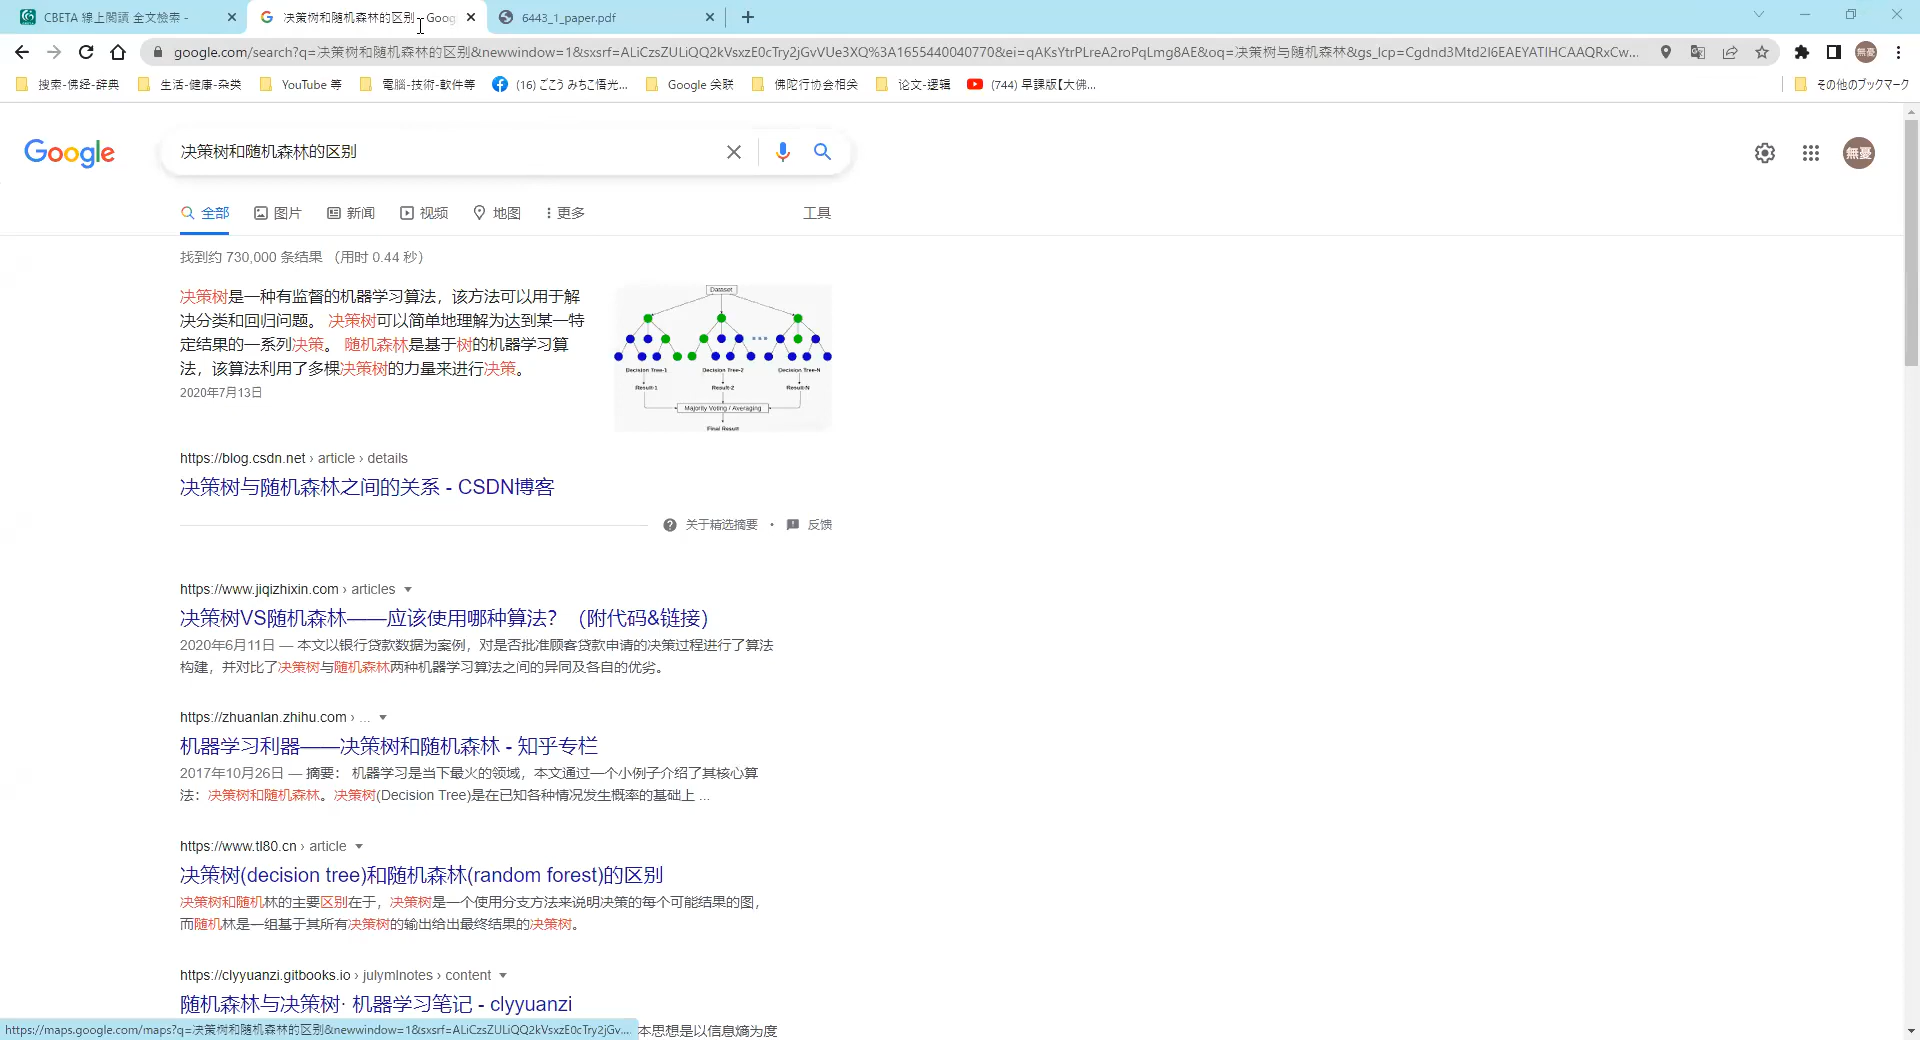 CBETA 線上閱讀 全文檢索 -
决策树和随机森林的区别 - Goog
6443_1_paper.pdf
google.com/search?q=决策树和随机森林的区别&newwindow=1&sxsrf=ALiCzsZULiQQ2kVsxzE0cTry2jGvVUe3XQ%3A1655440040770&ei=qAKsYtrPLreA2roPqLmg8AE&oq=决策树与随机森林&gs_lcp=Cgdnd3Mtd2l6EAEYATIHCAAQRxCw...
無憂
搜索-佛经-辞典
生活-健康-杂类
YouTube 等
電腦-技術-軟件等
(16) ごこう みちこ悟光...
Google 关联
佛陀行协会相关
论文-逻辑
(744) 早課版【大佛...
その他のブックマーク
Google
决策树和随机森林的区别
無憂
全部
图片
新闻
视频
地图
更多
工具
找到约 730,000 条结果 （用时 0.44 秒）
决策树是一种有监督的机器学习算法，该方法可以用于解
决分类和回归问题。 决策树可以简单地理解为达到某一特
定结果的一系列决策。 随机森林是基于树的机器学习算
法，该算法利用了多棵决策树的力量来进行决策。
2020年7月13日
Dataset
Decision Tree-1
Decision Tree-2
Decision Tree-N
Result-1
Result-2
Result-N
Majority Voting / Averaging
Final Result
https://blog.csdn.net › article › details
决策树与随机森林之间的关系 - CSDN博客
关于精选摘要 • 反馈
https://www.jiqizhixin.com › articles
决策树VS随机森林——应该使用哪种算法？（附代码&链接）
2020年6月11日 — 本文以银行贷款数据为案例，对是否批准顾客贷款申请的决策过程进行了算法
构建，并对比了决策树与随机森林两种机器学习算法之间的异同及各自的优劣。
https://zhuanlan.zhihu.com › ...
机器学习利器——决策树和随机森林 - 知乎专栏
2017年10月26日 — 摘要： 机器学习是当下最火的领域，本文通过一个小例子介绍了其核心算
法：决策树和随机森林。决策树(Decision Tree)是在已知各种情况发生概率的基础上 ...
https://www.tl80.cn › article
决策树(decision tree)和随机森林(random forest)的区别
决策树和随机林的主要区别在于，决策树是一个使用分支方法来说明决策的每个可能结果的图，
而随机林是一组基于其所有决策树的输出给出最终结果的决策树。
https://clyyuanzi.gitbooks.io › julymlnotes › content
随机森林与决策树· 机器学习笔记 - clyyuanzi
https://maps.google.com/maps?q=决策树和随机森林的区别&newwindow=1&sxsrf=ALiCzsZULiQQ2kVsxzE0cTry2jGv...
本思想是以信息熵为度